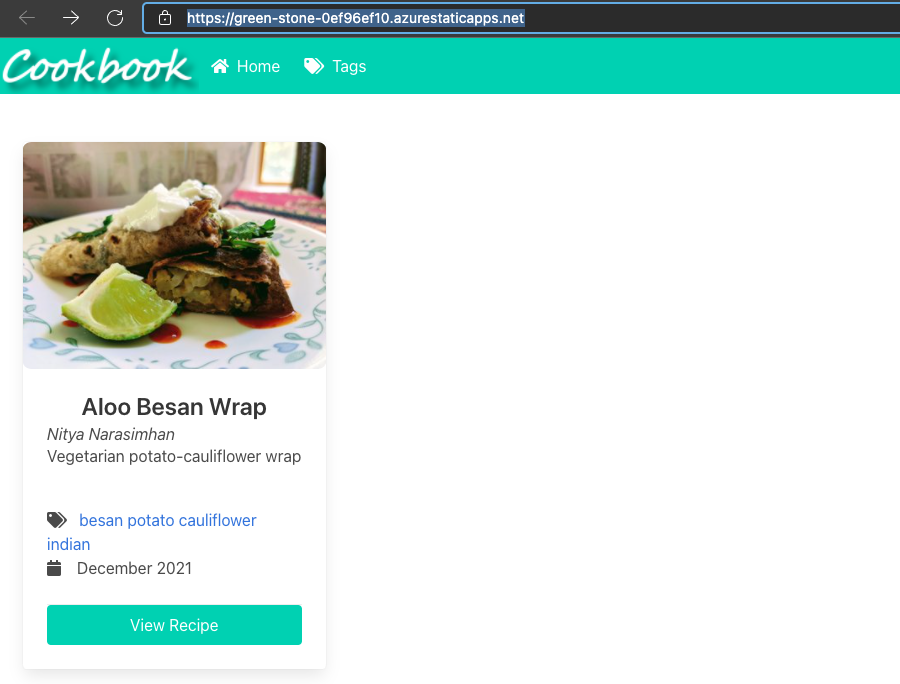 https://green-stone-0ef96ef10.azurestaticapps.net
Cookbook Home Tags
Aloo Besan Wrap
Nitya Narasimhan
Vegetarian potato-cauliflower wrap
besan potato cauliflower
indian
December 2021
View Recipe